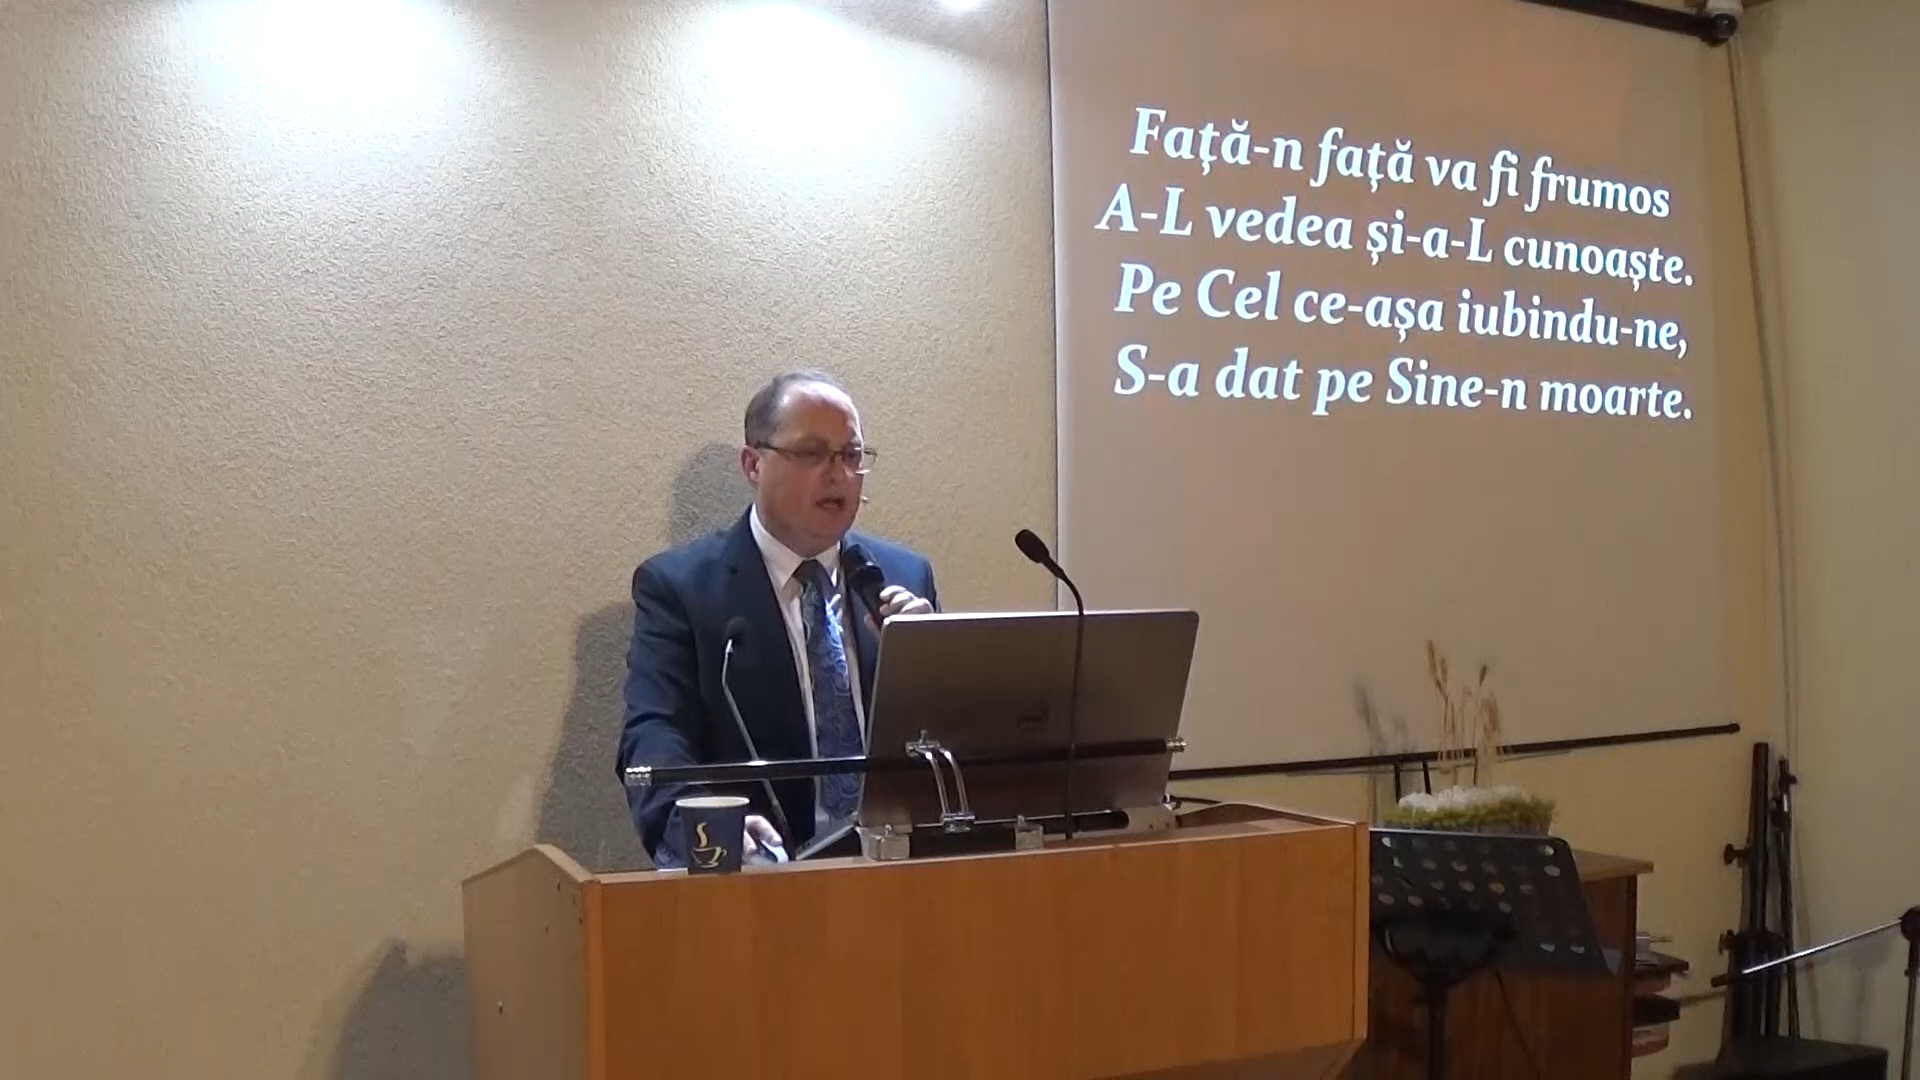 Față-n față va fi frumos
A-L vedea și-a-L cunoaște.
Pe Cel ce-așa iubindu-ne,
S-a dat pe Sine-n moarte.